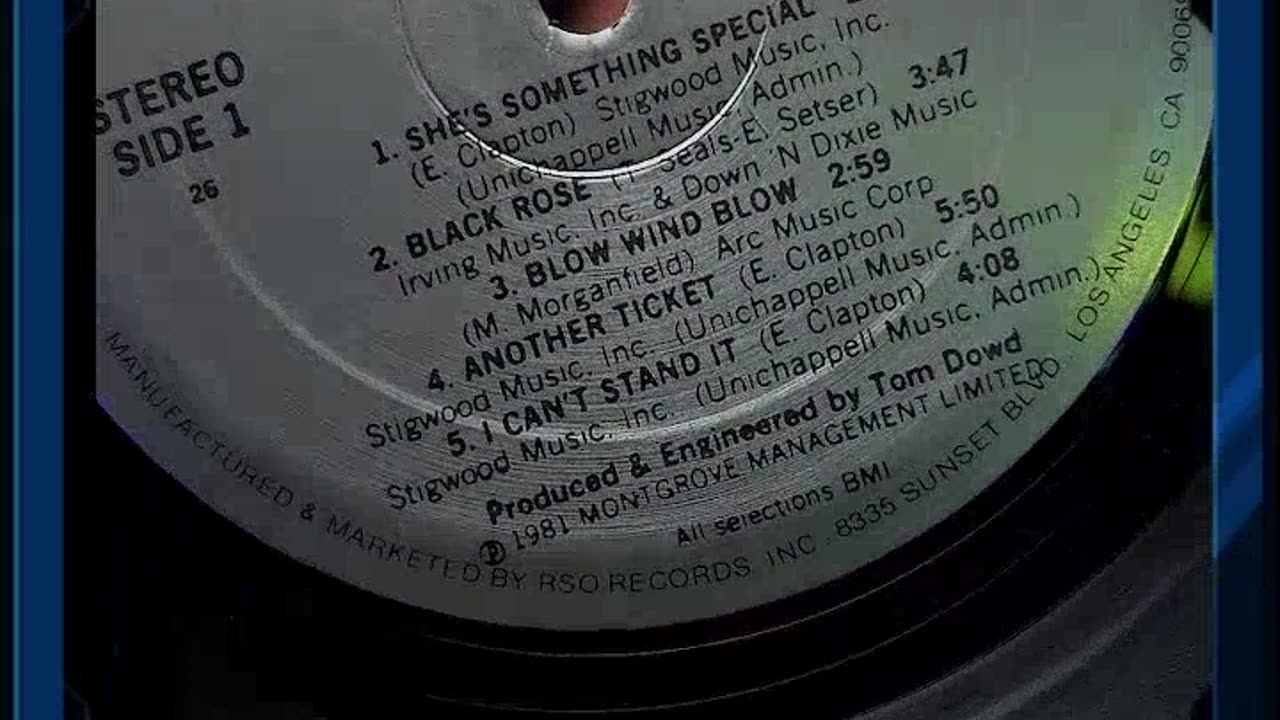 STEREO
SIDE 1
26
1. SHE'S SOMETHING SPECIAL
(E. Clapton) Stigwood Music, Inc.
(Unichappell Music, Admin.)
2. BLACK ROSE (T. Seals-E. Setser) 3:47
Irving Music, Inc. & Down 'N Dixie Music
3. BLOW WIND BLOW 2:59
(M. Morganfield) Arc Music Corp.
4. ANOTHER TICKET (E. Clapton) 5:50
Stigwood Music, Inc. (Unichappell Music, Admin.)
5. I CAN'T STAND IT (E. Clapton) 4:08
Stigwood Music, Inc. (Unichappell Music, Admin.)
Produced & Engineered by Tom Dowd
℗ 1981 MONTGROVE MANAGEMENT LIMITED
All selections BMI
MANUFACTURED & MARKETED BY RSO RECORDS, INC. 8335 SUNSET BLVD. LOS ANGELES CA 90069